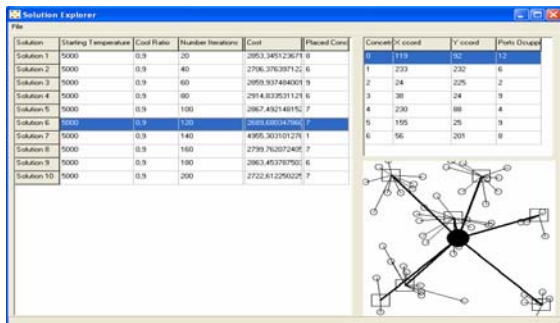 Solution Explorer
File
Solution Starting Temperature Cool Ratio Number Iterations Cost Placed Conc
Solution 1 5000 0,9 20 2853,345123671 8
Solution 2 5000 0,9 40 2706,376397122 6
Solution 3 5000 0,9 60 2859,937484001 9
Solution 4 5000 0,9 80 2914,833531121 6
Solution 5 5000 0,9 100 2867,492148152 7
Solution 6 5000 0,9 120 7
Solution 7 5000 0,9 140 4955,303101276 1
Solution 8 5000 0,9 160 2799,762072405 7
Solution 9 5000 0,9 180 2863,453787503 6
Solution 10 5000 0,9 200 2722,612250225 7
Concetr X coord Y coord Ports Ocuppi
0 119 92 12
1 233 232 6
2 24 225 2
3 38 24 9
4 230 88 4
5 155 25 9
6 56 201 8